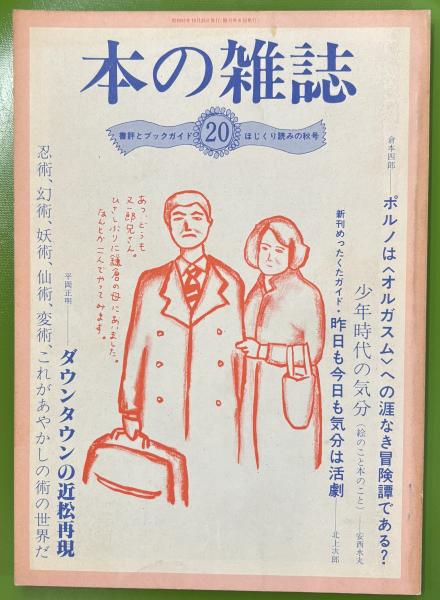 本の雑誌
書評とブックガイド
20
ほじくり読みの秋号
倉本四郎
ポルノは〈オルガスム〉への涯なき冒険譚である?
少年時代の気分(絵のこと本のこと)
安西水丸
新刊めったくたガイド・昨日も今日も気分は活劇
北上次郎
あっ、どうも
又一郎兄さん。
ひさしぶりに鎌倉の母にあいました。
なんとか一人でやってみます。
平岡正明
ダウンタウンの近松再現
忍術、幻術、妖術、仙術、変術、これがあやかしの術の世界だ